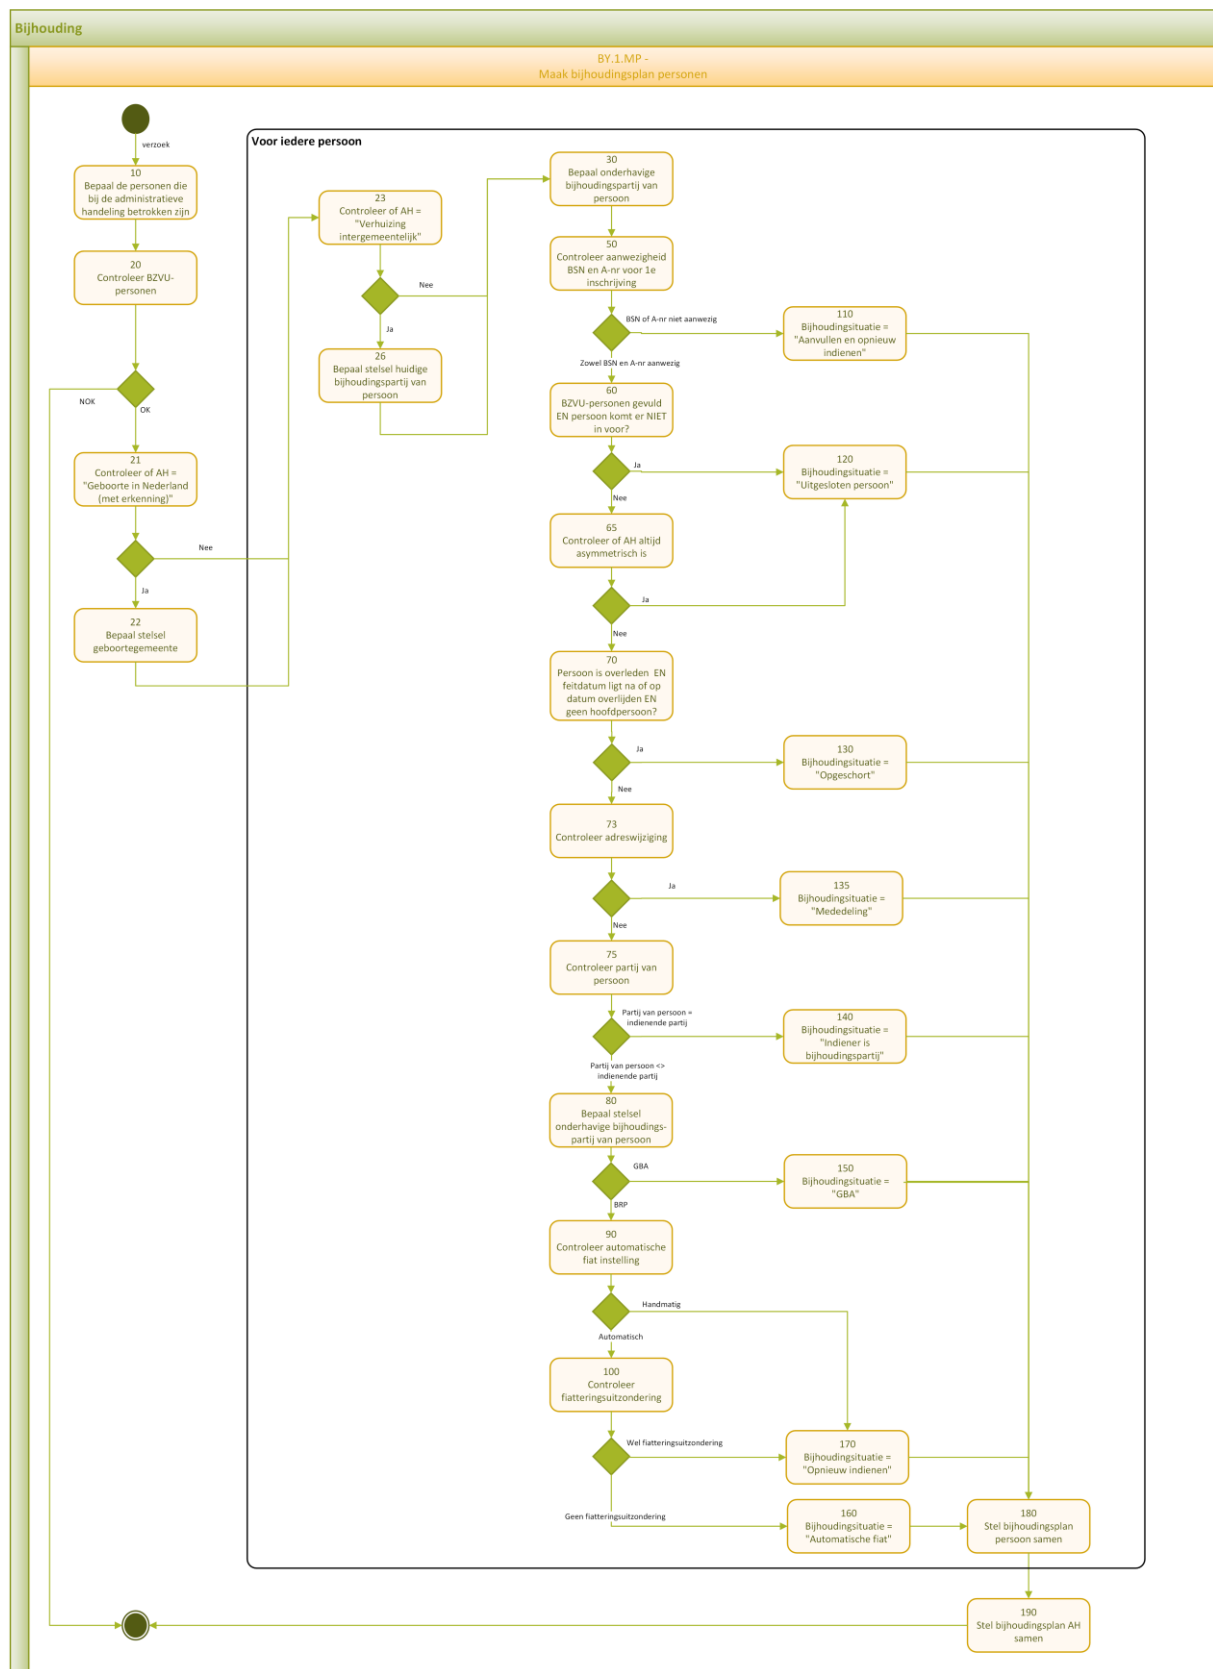 Bijhouding
BY.1.MP -
Maak bijhoudingsplan personen
verzoek
10
Bepaal de personen die
bij de administratieve
handeling betrokken zijn
20
Controleer BZVU-
personen
NOK
OK
21
Controleer of AH =
"Geboorte in Nederland
(met erkenning)"
Nee
Ja
22
Bepaal stelsel
geboortegemeente
Voor iedere persoon
23
Controleer of AH =
"Verhuizing
intergemeentelijk"
Nee
Ja
26
Bepaal stelsel huidige
bijhoudingspartij van
persoon
30
Bepaal onderhavige
bijhoudingspartij van
persoon
50
Controleer aanwezigheid
BSN en A-nr voor 1e
inschrijving
BSN of A-nr niet aanwezig
110
Bijhoudingsituatie =
"Aanvullen en opnieuw
indienen"
Zowel BSN en A-nr aanwezig
60
BZVU-personen gevuld
EN persoon komt er NIET
in voor?
Ja
120
Bijhoudingsituatie =
"Uitgesloten persoon"
Nee
65
Controleer of AH altijd
asymmetrisch is
Ja
Nee
70
Persoon is overleden  EN
feitdatum ligt na of op
datum overlijden EN
geen hoofdpersoon?
Ja
130
Bijhoudingsituatie =
"Opgeschort"
Nee
73
Controleer adreswijziging
Ja
135
Bijhoudingsituatie =
"Mededeling"
Nee
75
Controleer partij van
persoon
Partij van persoon =
indienende partij
140
Bijhoudingsituatie =
"Indiener is
bijhoudingspartij"
Partij van persoon <>
indienende partij
80
Bepaal stelsel
onderhavige bijhoudings-
partij van persoon
GBA
150
Bijhoudingsituatie =
"GBA"
BRP
90
Controleer automatische
fiat instelling
Handmatig
Automatisch
100
Controleer
fiatteringsuitzondering
Wel fiatteringsuitzondering
170
Bijhoudingsituatie =
"Opnieuw indienen"
Geen fiatteringsuitzondering
160
Bijhoudingsituatie =
"Automatische fiat"
180
Stel bijhoudingsplan
persoon samen
190
Stel bijhoudingsplan AH
samen